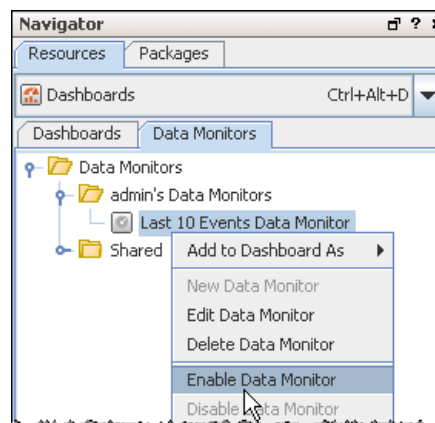 Navigator
Resources Packages
Dashboards Ctrl+Alt+D
Dashboards Data Monitors
Data Monitors
admin's Data Monitors
Last 10 Events Data Monitor
Shared
Add to Dashboard As
New Data Monitor
Edit Data Monitor
Delete Data Monitor
Enable Data Monitor
Disable Data Monitor